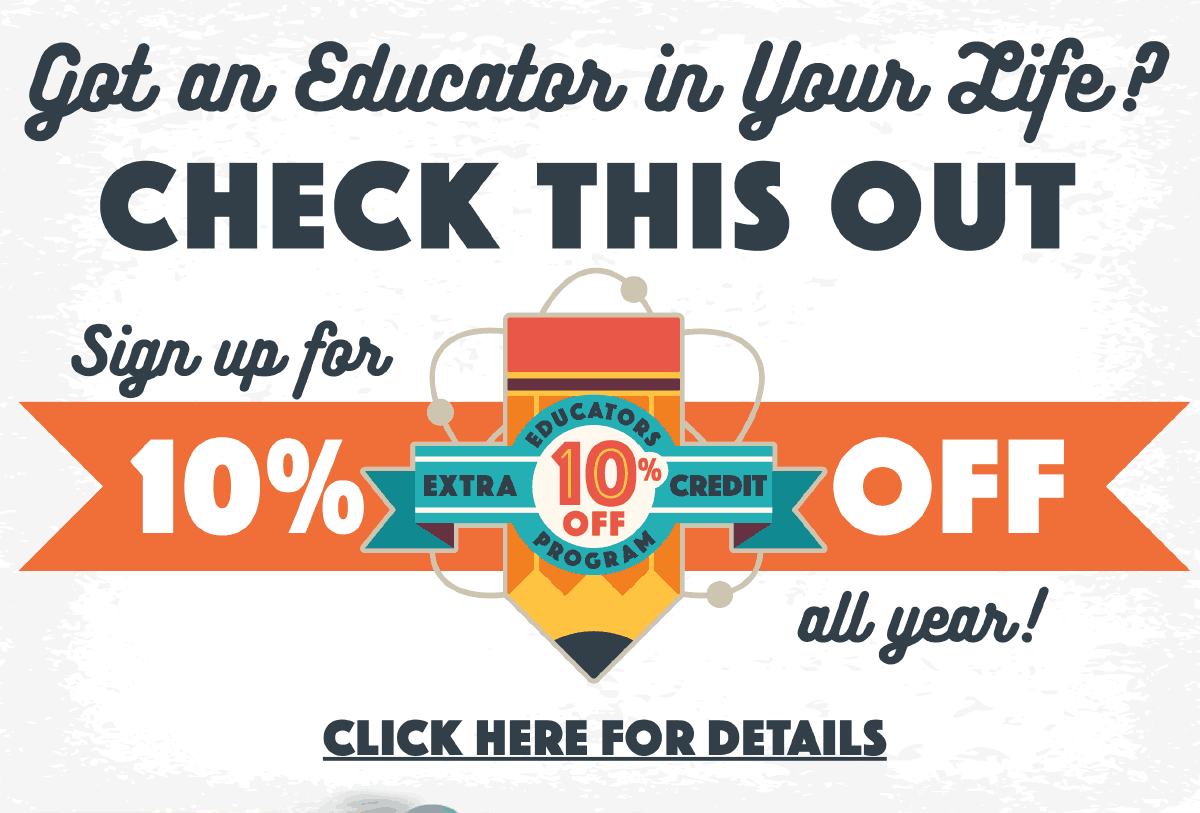 Got an Educator in Your Life?
CHECK THIS OUT
Sign up for
10% OFF
EDUCATORS
EXTRA 10% CREDIT
OFF
PROGRAM
all year!
CLICK HERE FOR DETAILS